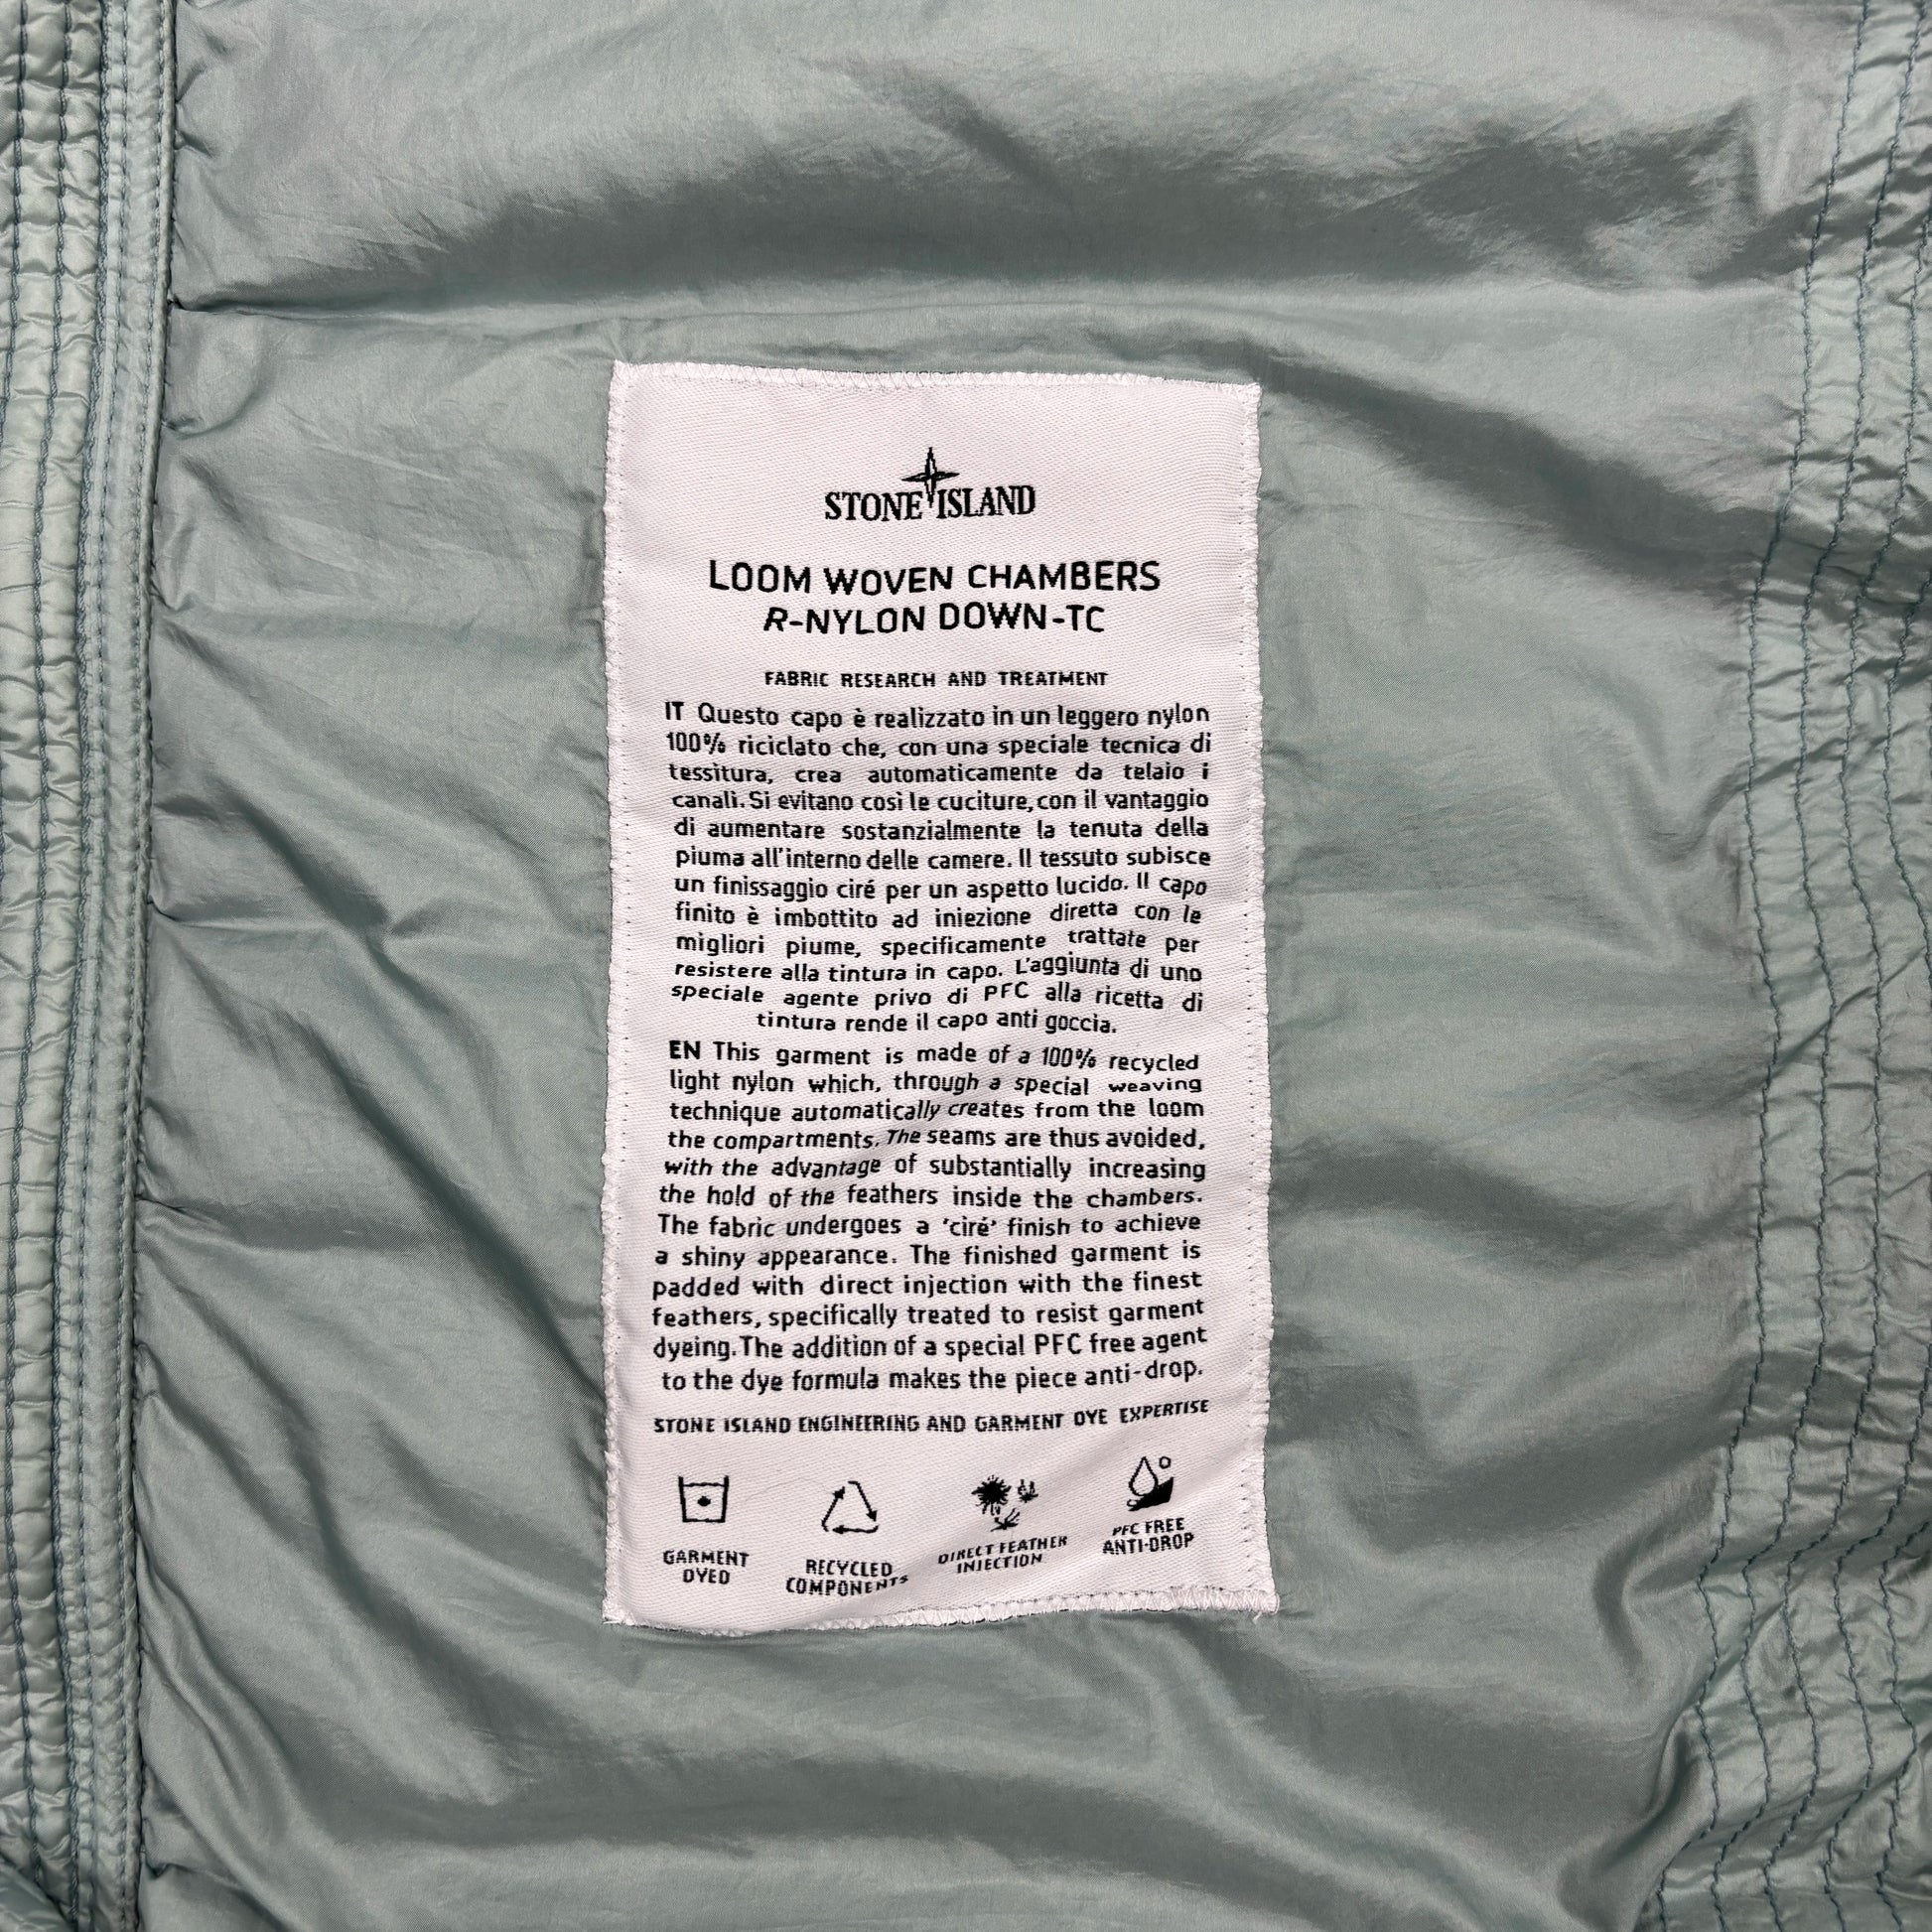 STONE ISLAND
LOOM WOVEN CHAMBERS
R-NYLON DOWN-TC
FABRIC RESEARCH AND TREATMENT
IT Questo capo è realizzato in un leggero nylon
100% riciclato che, con una speciale tecnica di
tessitura, crea automaticamente da telaio i
canali. Si evitano così le cuciture, con il vantaggio
di aumentare sostanzialmente la tenuta della
piuma all'interno delle camere. Il tessuto subisce
un finissaggio ciré per un aspetto lucido. Il capo
finito è imbottito ad iniezione diretta con le
migliori piume, specificamente trattate per
resistere alla tintura in capo. L'aggiunta di uno
speciale agente privo di PFC alla ricetta di
tintura rende il capo anti goccia.
EN This garment is made of a 100% recycled
light nylon which, through a special weaving
technique automatically creates from the loom
the compartments. The seams are thus avoided,
with the advantage of substantially increasing
the hold of the feathers inside the chambers.
The fabric undergoes a 'ciré' finish to achieve
a shiny appearance. The finished garment is
padded with direct injection with the finest
feathers, specifically treated to resist garment
dyeing. The addition of a special PFC free agent
to the dye formula makes the piece anti-drop.
STONE ISLAND ENGINEERING AND GARMENT DYE EXPERTISE
GARMENT
DYED
RECYCLED
COMPONENTS
DIRECT FEATHER
INJECTION
PFC FREE
ANTI-DROP